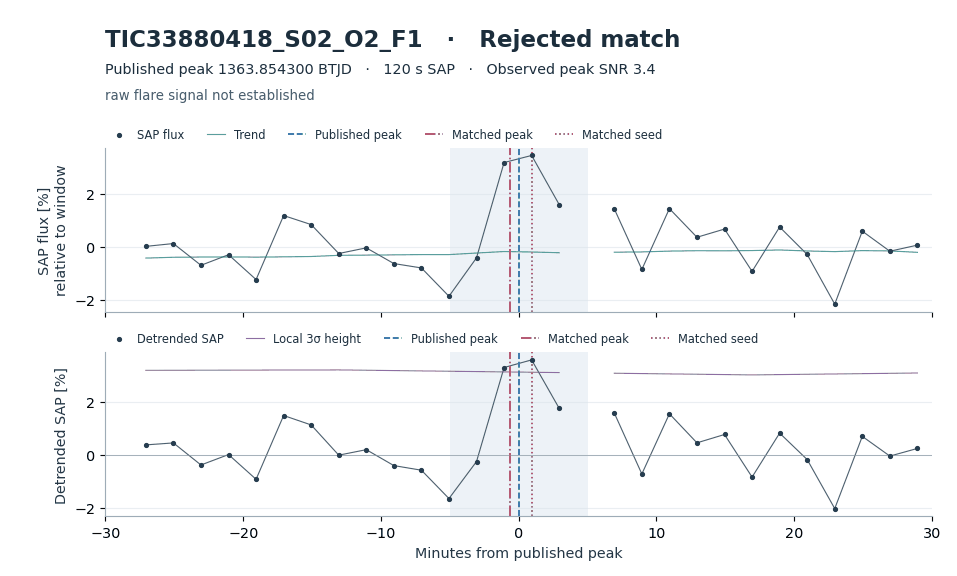 TIC33880418_S02_O2_F1 · Rejected match
Published peak 1363.854300 BTJD · 120 s SAP · Observed peak SNR 3.4
raw flare signal not established
SAP flux Trend Published peak Matched peak Matched seed
SAP flux [%]
relative to window
2
0
−2
Detrended SAP Local 3σ height Published peak Matched peak Matched seed
Detrended SAP [%]
2
0
−2
−30 −20 −10 0 10 20 30
Minutes from published peak